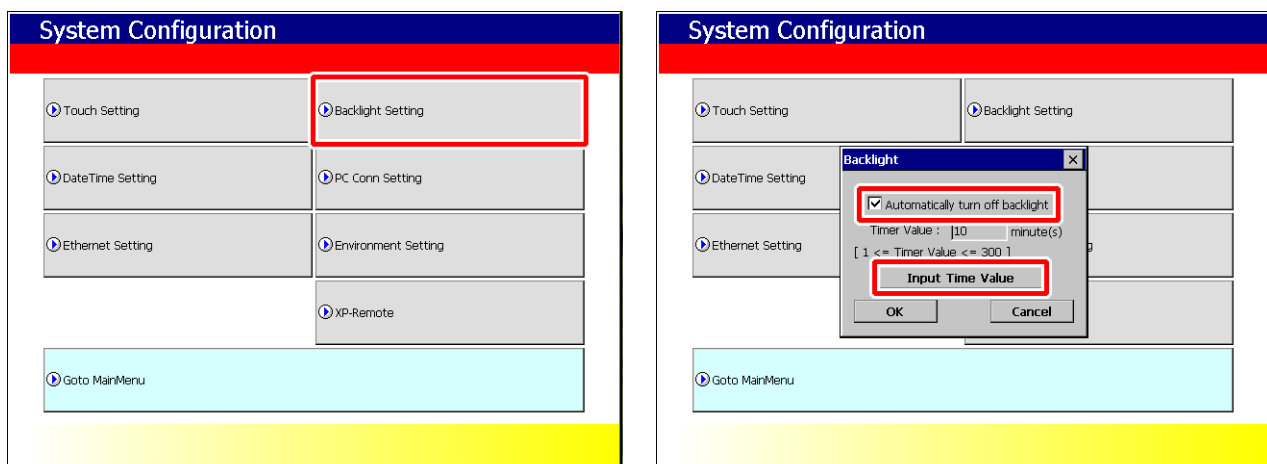 System Configuration
Touch Setting
Backlight Setting
DateTime Setting
PC Conn Setting
Ethernet Setting
Environment Setting
XP-Remote
Goto MainMenu
System Configuration
Touch Setting
Backlight Setting
DateTime Setting
Ethernet Setting
Backlight
Automatically turn off backlight
Timer Value : 10 minute(s)
[ 1 <= Timer Value <= 300 ]
Input Time Value
OK Cancel
Goto MainMenu